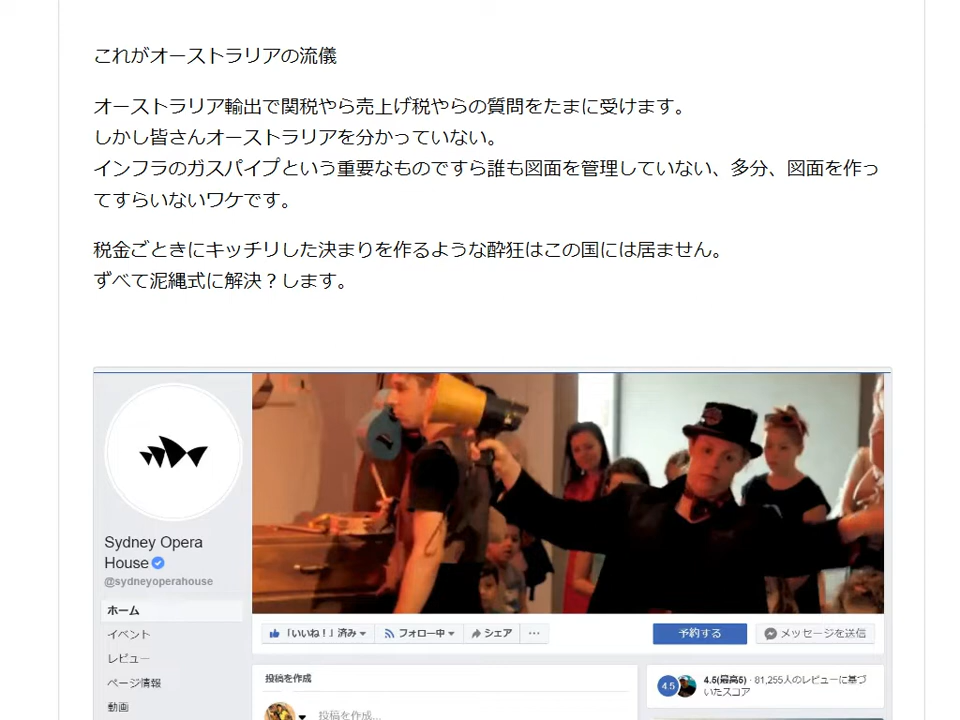 これがオーストラリアの流儀
オーストラリア輸出で関税やら売上げ税やらの質問をたまに受けます。
しかし皆さんオーストラリアを分かっていない。
インフラのガスパイプという重要なものですら誰も図面を管理していない、多分、図面を作っ
てすらいないワケです。
税金ごときにキッチリした決まりを作るような酔狂はこの国には居ません。
ずべて泥縄式に解決？します。
Sydney Opera
House
@sydneyoperahouse
ホーム
イベント
レビュー
ページ情報
動画
「いいね！」済み
フォロー中
シェア
...
予約する
メッセージを送信
投稿を作成
投稿を作成...
4.5
4.5(最高5)・81,255人のレビューに基づ
いたスコア